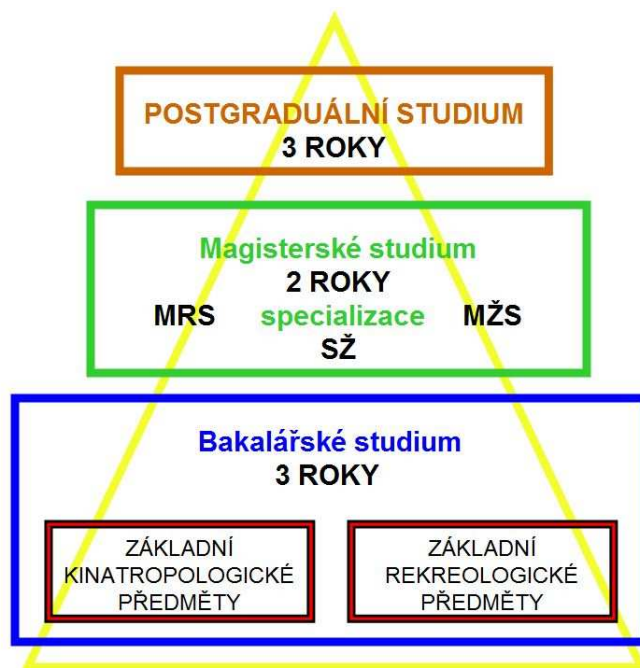 POSTGRADUÁLNÍ STUDIUM
3 ROKY
Magisterské studium
2 ROKY
MRS specializace MŽS
SŽ
Bakalářské studium
3 ROKY
ZÁKLADNÍ
KINATROPOLOGICKÉ
PŘEDMĚTY
ZÁKLADNÍ
REKREOLOGICKÉ
PŘEDMĚTY